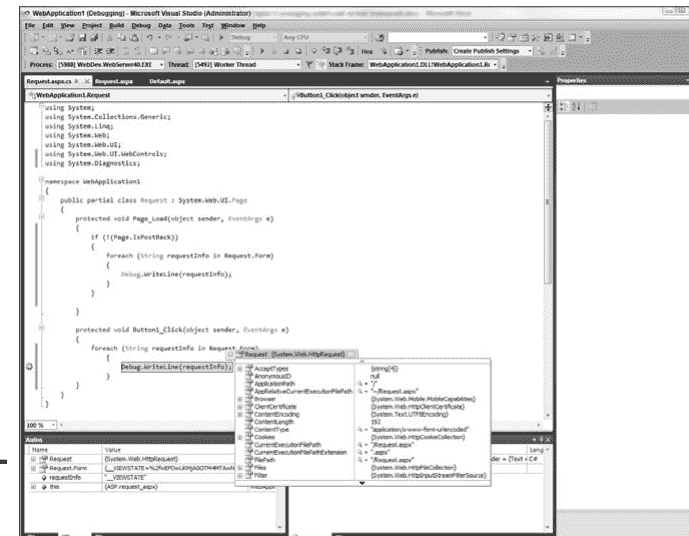 WebApplication1 (Debugging) - Microsoft Visual Studio (Administrator)
File Edit View Project Build Debug Data Tools Test Window Help
Debug Any CPU
Hex Publish: Create Publish Settings
Process: [5988] WebDev.WebServer40.EXE Thread: [5492] Worker Thread Stack Frame: WebApplication1.DLL!WebApplication1.R
Request.aspx.cs Request.aspx Default.aspx
Properties
WebApplication1.Request Button1_Click(object sender, EventArgs e)
using System;
using System.Collections.Generic;
using System.Linq;
using System.Web;
using System.Web.UI;
using System.Web.UI.WebControls;
using System.Diagnostics;
namespace WebApplication1
{
public partial class Request : System.Web.UI.Page
{
protected void Page_Load(object sender, EventArgs e)
{
if (!(Page.IsPostBack))
{
foreach (String requestInfo in Request.Form)
{
Debug.WriteLine(requestInfo);
}
}
}
protected void Button1_Click(object sender, EventArgs e)
{
foreach (String requestInfo in Request.Form)
{
Debug.WriteLine(requestInfo);
}
}
}
}
Request {System.Web.HttpRequest}
AcceptTypes {string[4]}
AnonymousID null
ApplicationPath "/"
AppRelativeCurrentExecutionFilePath "~/Request.aspx"
Browser {System.Web.Mobile.MobileCapabilities}
ClientCertificate {System.Web.HttpClientCertificate}
ContentEncoding {System.Text.UTF8Encoding}
ContentLength 192
ContentType "application/x-www-form-urlencoded"
Cookies {System.Web.HttpCookieCollection}
CurrentExecutionFilePath "/Request.aspx"
CurrentExecutionFilePathExtension ".aspx"
FilePath "/Request.aspx"
Files {System.Web.HttpFileCollection}
Filter {System.Web.HttpInputStreamFilterSource}
100 %
Autos
Name Value
Lang
Request {System.Web.HttpRequest}
Request.Form
der = {Text = C#
requestInfo "__VIEWSTATE"
this {ASP.request_aspx}